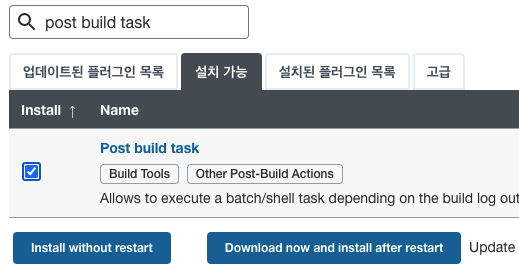 post build task
업데이트된 플러그인 목록 설치 가능 설치된 플러그인 목록 고급
Install ↑ Name
Post build task
Build Tools Other Post-Build Actions
Allows to execute a batch/shell task depending on the build log out
Install without restart Download now and install after restart Update